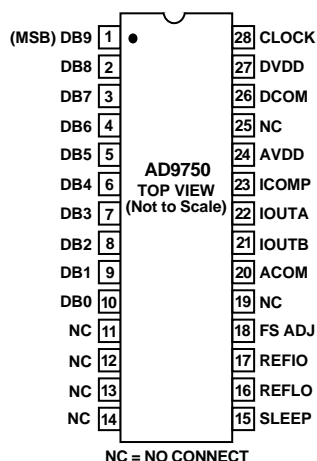 (MSB) DB9 1 28 CLOCK
DB8 2 27 DVDD
DB7 3 26 DCOM
DB6 4 25 NC
DB5 5 24 AVDD
DB4 6 AD9750 23 ICOMP
TOP VIEW
DB3 7 (Not to Scale) 22 IOUTA
DB2 8 21 IOUTB
DB1 9 20 ACOM
DB0 10 19 NC
NC 11 18 FS ADJ
NC 12 17 REFIO
NC 13 16 REFLO
NC 14 15 SLEEP
NC = NO CONNECT